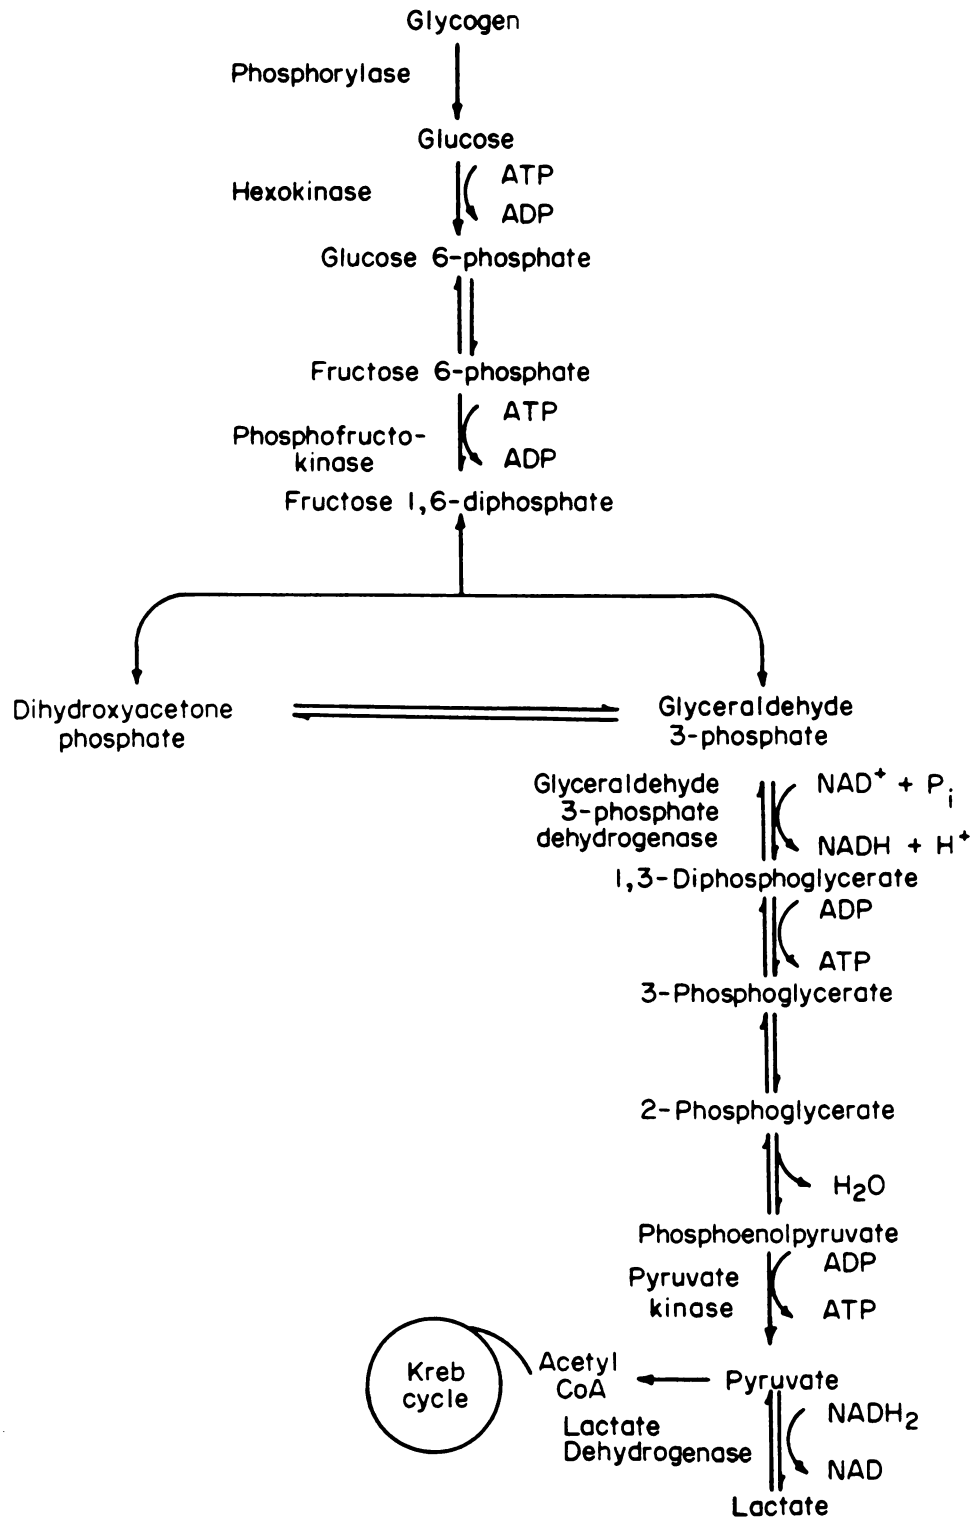 Glycogen
Phosphorylase
Glucose
ATP
Hexokinase
ADP
Glucose 6-phosphate
Fructose 6-phosphate
ATP
Phosphofructo-
kinase
ADP
Fructose 1,6-diphosphate
Dihydroxyacetone
phosphate
Glyceraldehyde
3-phosphate
Glyceraldehyde
3-phosphate
dehydrogenase
NAD⁺ + Pᵢ
NADH + H⁺
1,3-Diphosphoglycerate
ADP
ATP
3-Phosphoglycerate
2-Phosphoglycerate
H₂O
Phosphoenolpyruvate
ADP
Pyruvate
kinase
ATP
Kreb
cycle
Acetyl
CoA
Pyruvate
NADH₂
Lactate
Dehydrogenase
NAD
Lactate